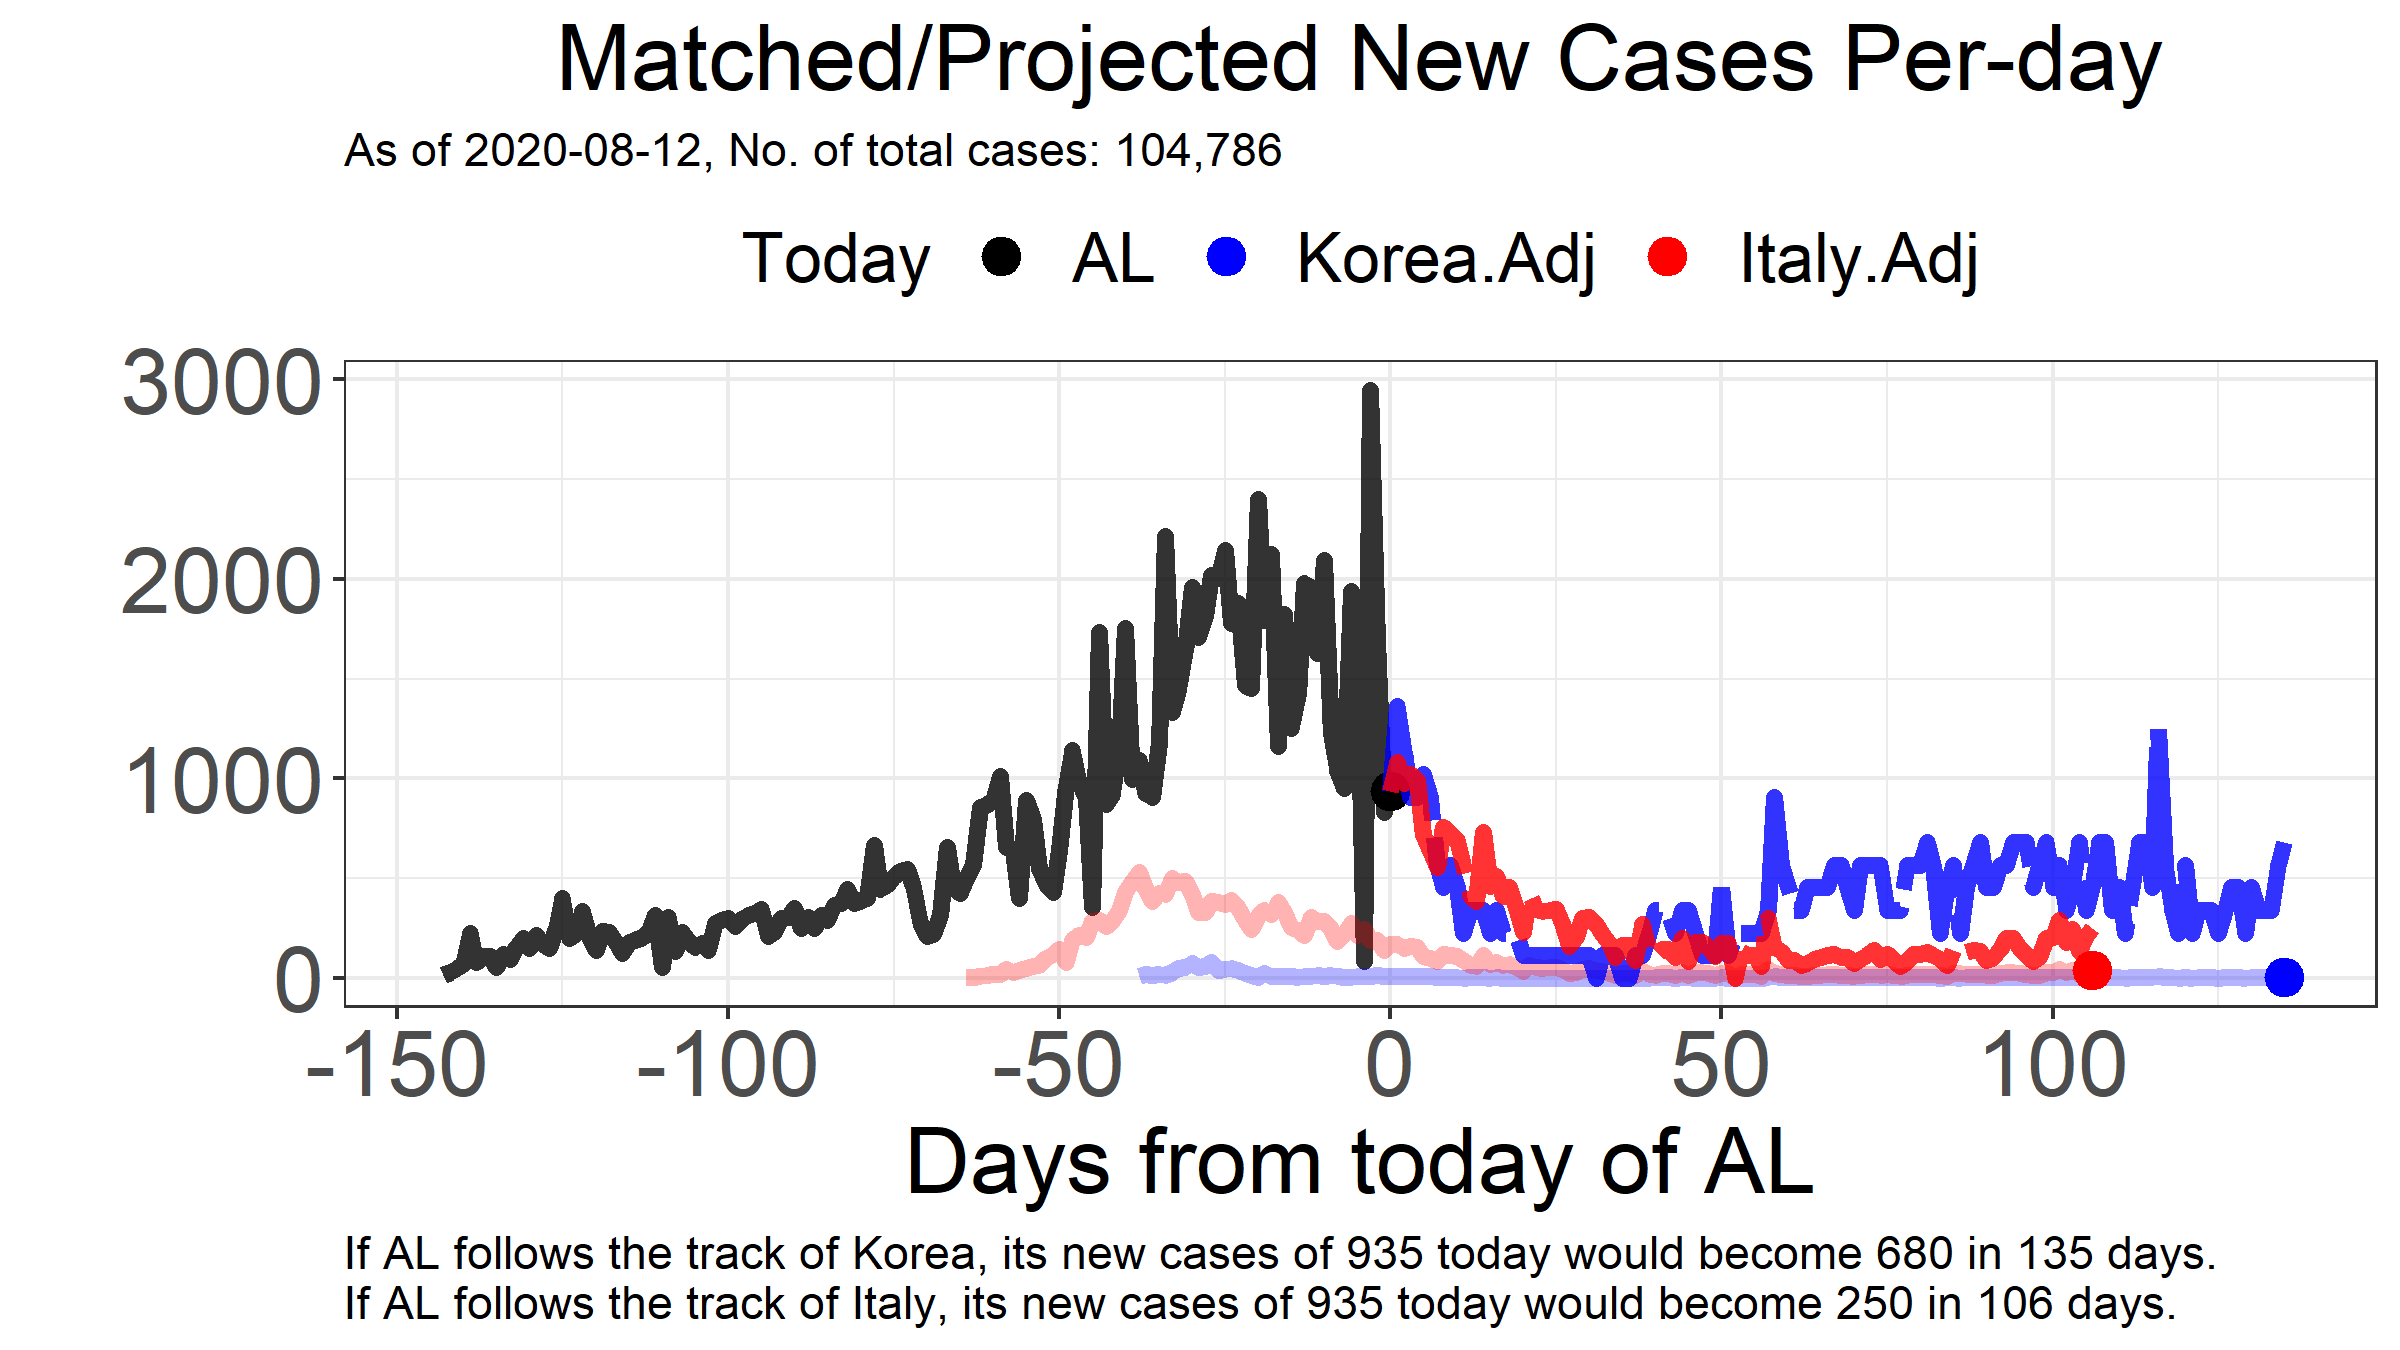 Matched/Projected New Cases Per-day
As of 2020-08-12, No. of total cases: 104,786
Today AL Korea.Adj Italy.Adj
3000
2000
1000
0
-150 -100 -50 0 50 100
Days from today of AL
If AL follows the track of Korea, its new cases of 935 today would become 680 in 135 days.
If AL follows the track of Italy, its new cases of 935 today would become 250 in 106 days.